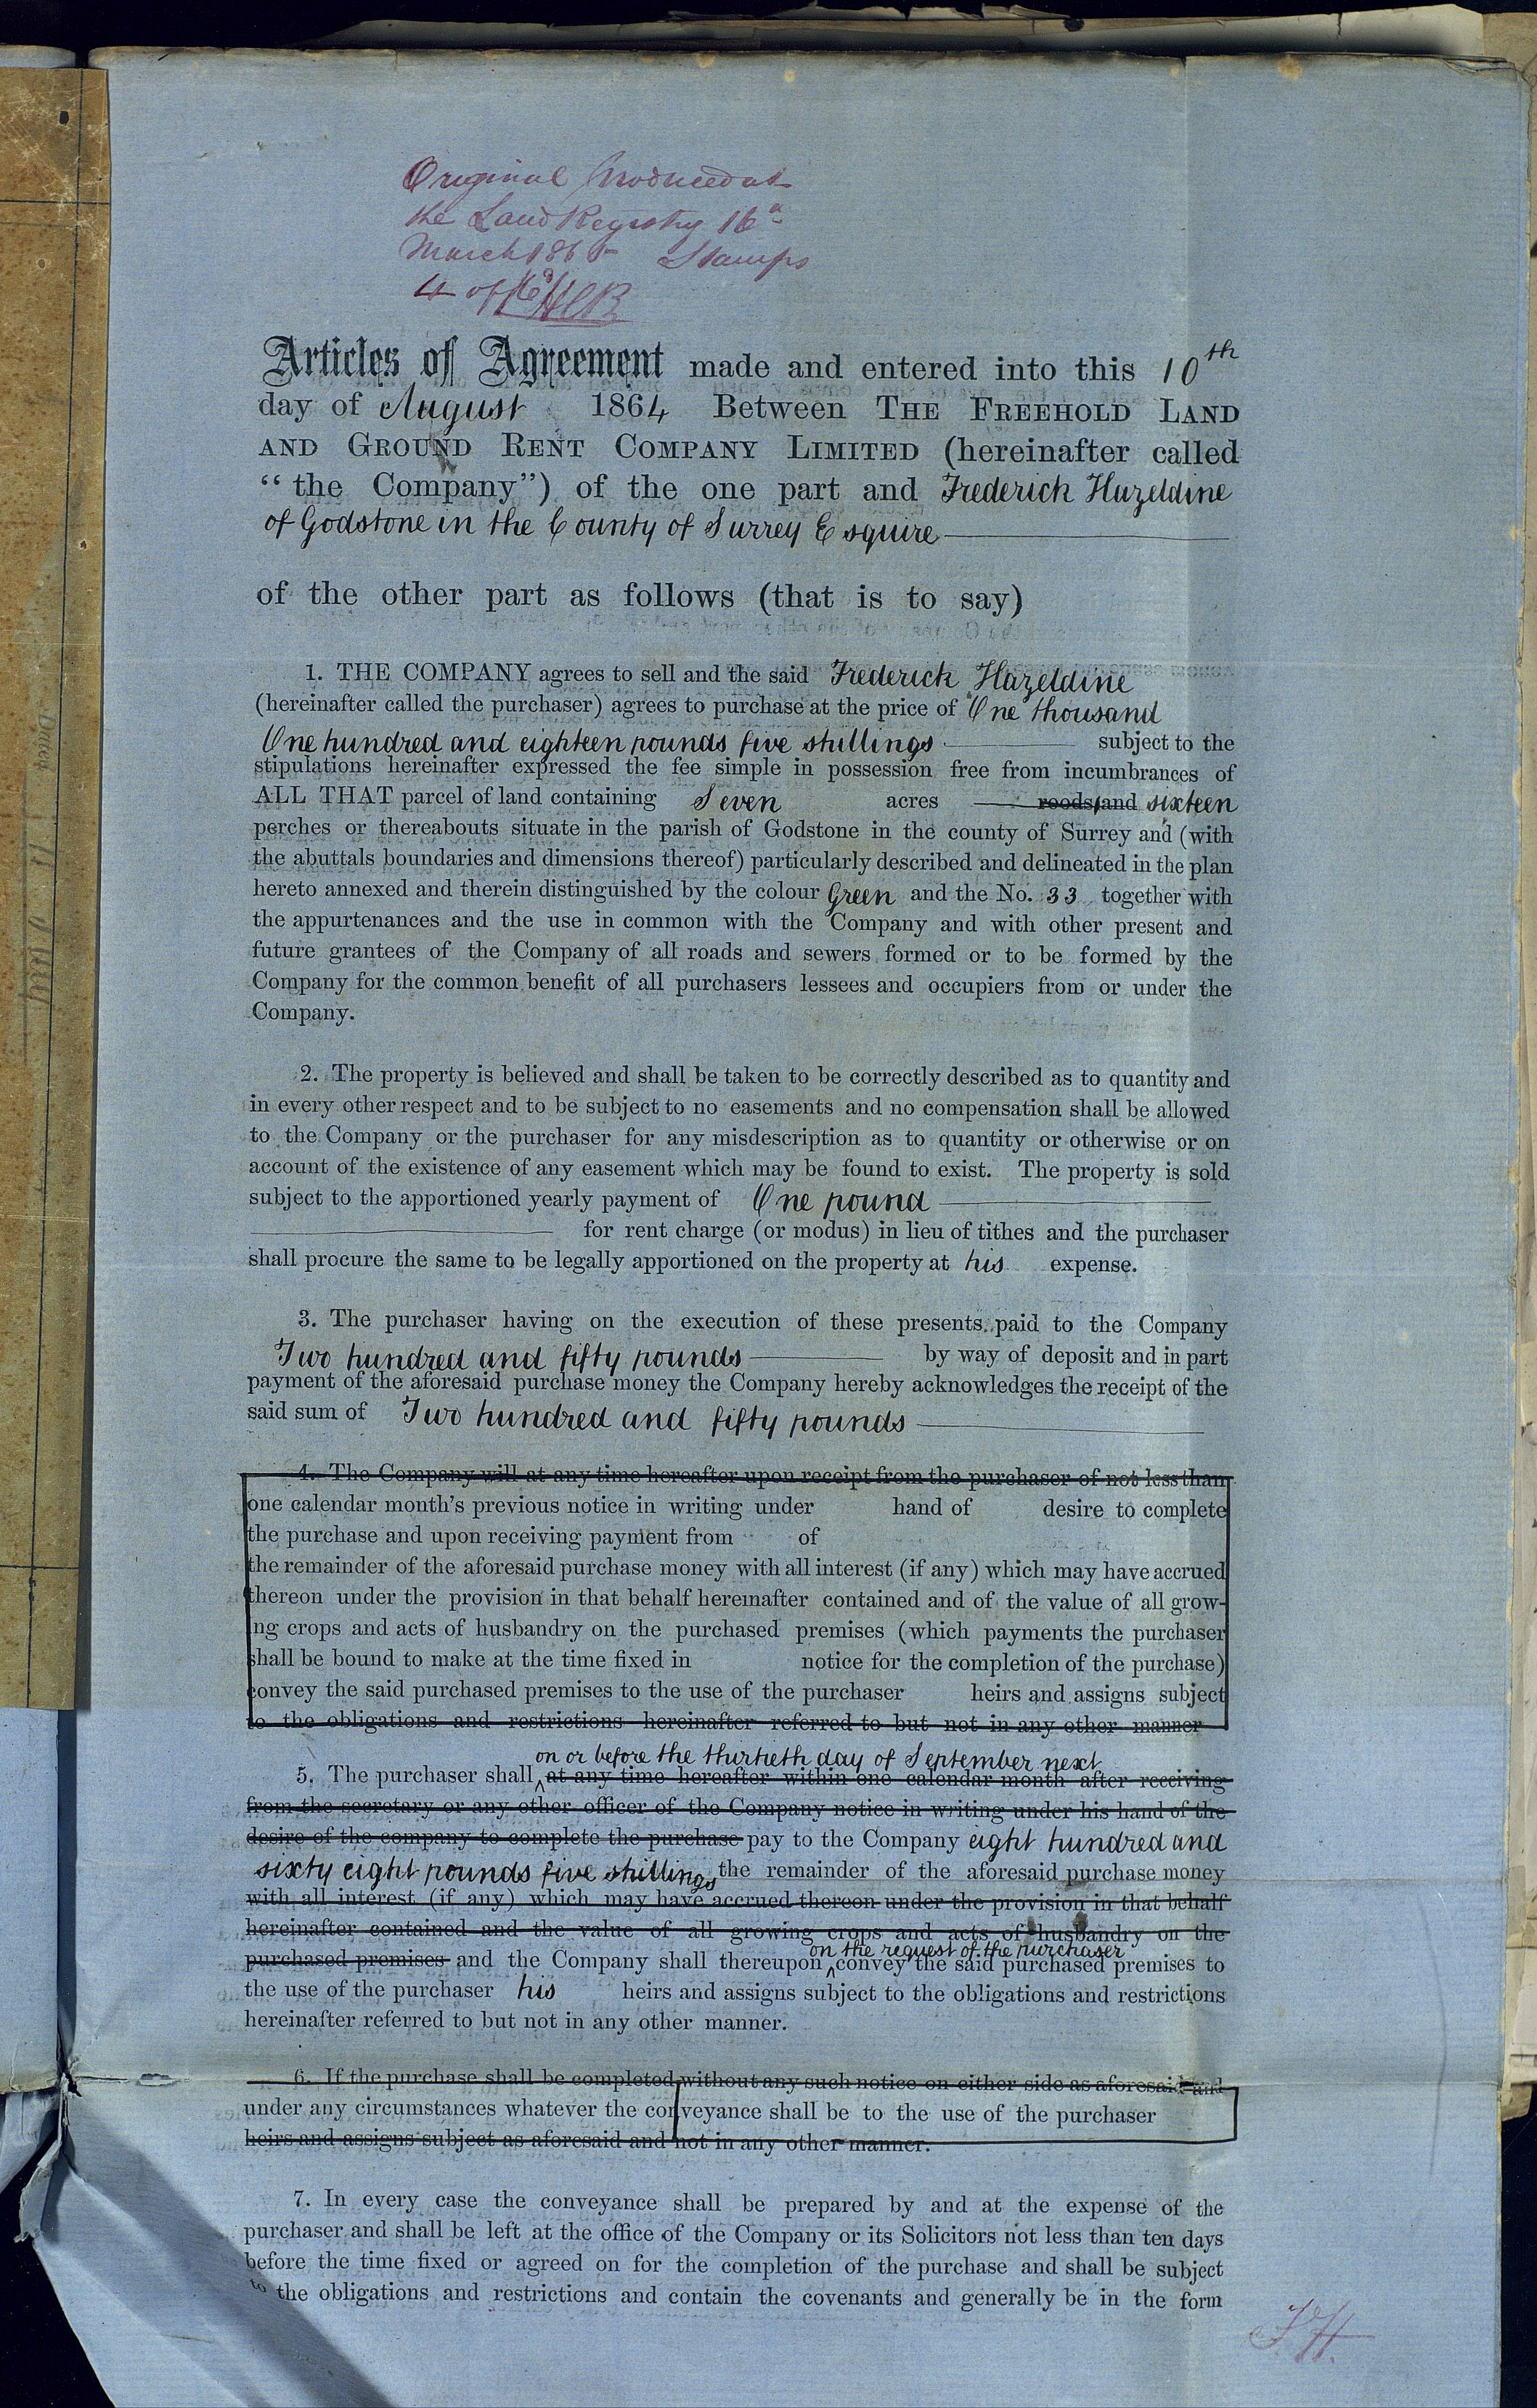 Original Produced at
the Land Registry 16th
March 1865 Stamps
4 of
Articles of Agreement made and entered into this 10th
day of August 1864 Between THE FREEHOLD LAND
AND GROUND RENT COMPANY LIMITED (hereinafter called
“the Company”) of the one part and Frederick Hazeldine
of Godstone in the County of Surrey Esquire
of the other part as follows (that is to say)
1. THE COMPANY agrees to sell and the said Frederick Hazeldine
(hereinafter called the purchaser) agrees to purchase at the price of One thousand
One hundred and eighteen pounds five shillings subject to the
stipulations hereinafter expressed the fee simple in possession free from incumbrances of
ALL THAT parcel of land containing Seven acres roods and sixteen
perches or thereabouts situate in the parish of Godstone in the county of Surrey and (with
the abuttals boundaries and dimensions thereof) particularly described and delineated in the plan
hereto annexed and therein distinguished by the colour Green and the No. 33 together with
the appurtenances and the use in common with the Company and with other present and
future grantees of the Company of all roads and sewers formed or to be formed by the
Company for the common benefit of all purchasers lessees and occupiers from or under the
Company.
2. The property is believed and shall be taken to be correctly described as to quantity and
in every other respect and to be subject to no easements and no compensation shall be allowed
to the Company or the purchaser for any misdescription as to quantity or otherwise or on
account of the existence of any easement which may be found to exist. The property is sold
subject to the apportioned yearly payment of One pound
for rent charge (or modus) in lieu of tithes and the purchaser
shall procure the same to be legally apportioned on the property at his expense.
3. The purchaser having on the execution of these presents paid to the Company
Two hundred and fifty pounds by way of deposit and in part
payment of the aforesaid purchase money the Company hereby acknowledges the receipt of the
said sum of Two hundred and fifty pounds
4. The Company will at any time hereafter upon receipt from the purchaser of not less than
one calendar month's previous notice in writing under hand of desire to complete
the purchase and upon receiving payment from of
the remainder of the aforesaid purchase money with all interest (if any) which may have accrued
thereon under the provision in that behalf hereinafter contained and of the value of all grow-
ing crops and acts of husbandry on the purchased premises (which payments the purchaser
shall be bound to make at the time fixed in notice for the completion of the purchase)
convey the said purchased premises to the use of the purchaser heirs and assigns subject
to the obligations and restrictions hereinafter referred to but not in any other manner
on or before the thirtieth day of September next
5. The purchaser shall at any time hereafter within one calendar month after receiving
from the secretary or any other officer of the Company notice in writing under his hand of the
desire of the company to complete the purchase pay to the Company eight hundred and
sixty eight pounds five shillings the remainder of the aforesaid purchase money
with all interest (if any) which may have accrued thereon under the provision in that behalf
hereinafter contained and the value of all growing crops and acts of husbandry on the
on the request of the purchaser
purchased premises and the Company shall thereupon convey the said purchased premises to
the use of the purchaser his heirs and assigns subject to the obligations and restrictions
hereinafter referred to but not in any other manner.
6. If the purchase shall be completed without any such notice on either side as aforesaid and
under any circumstances whatever the conveyance shall be to the use of the purchaser
heirs and assigns subject as aforesaid and not in any other manner.
7. In every case the conveyance shall be prepared by and at the expense of the
purchaser and shall be left at the office of the Company or its Solicitors not less than ten days
before the time fixed or agreed on for the completion of the purchase and shall be subject
to the obligations and restrictions and contain the covenants and generally be in the form
F.H.